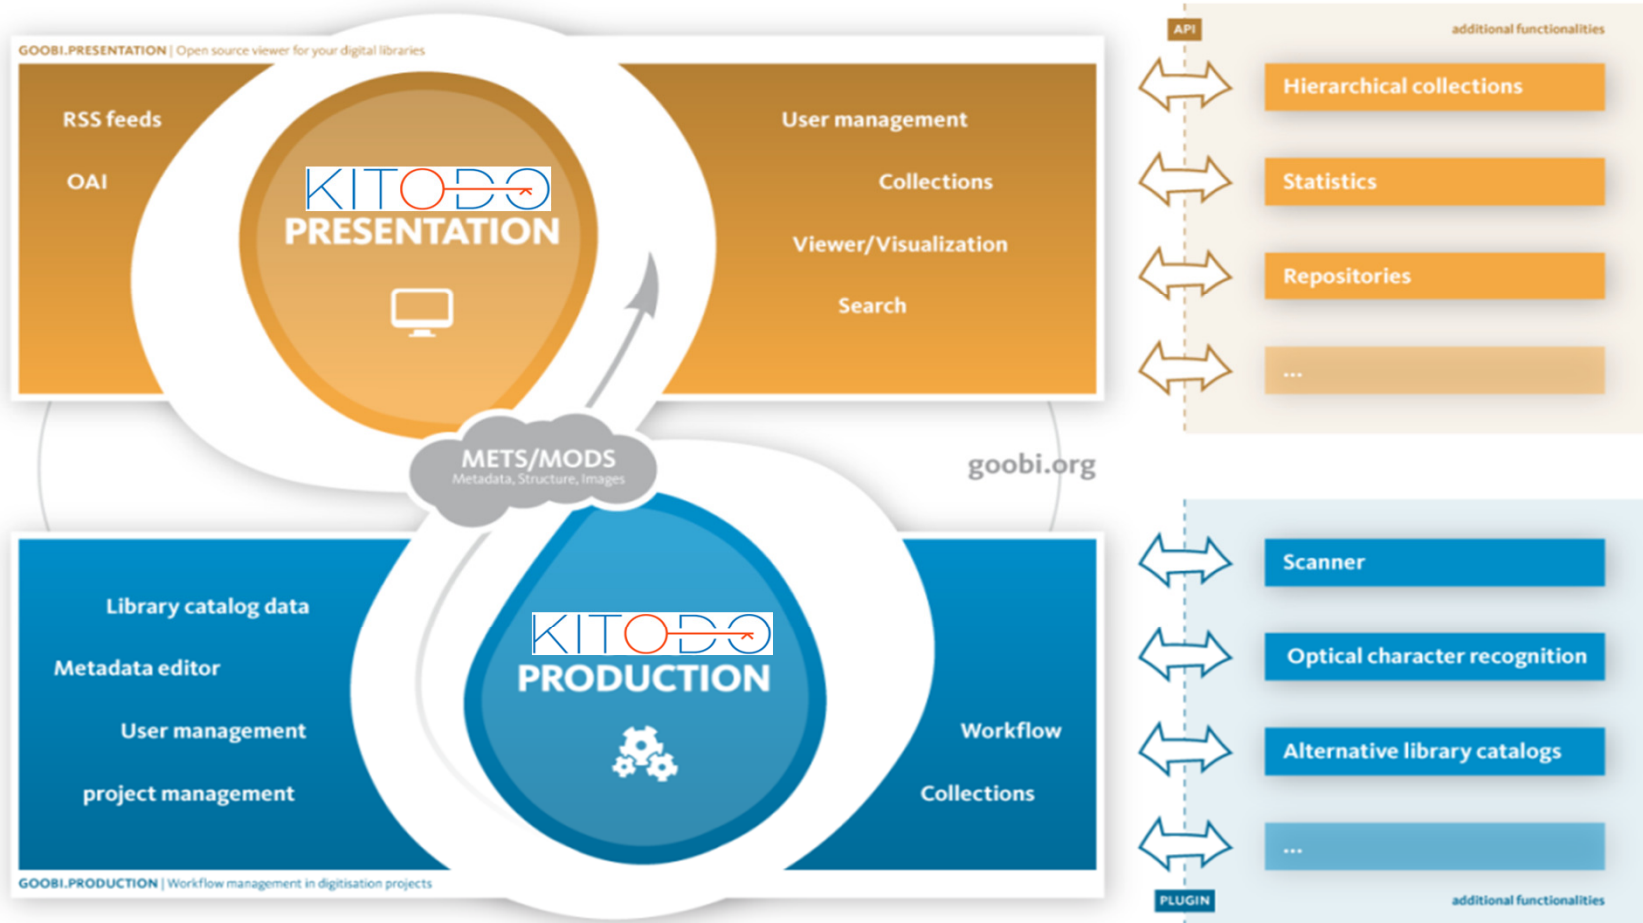 GOOBI.PRESENTATION | Open source viewer for your digital libraries
RSS feeds
OAI
KITODO
PRESENTATION
User management
Collections
Viewer/Visualization
Search
API
additional functionalities
Hierarchical collections
Statistics
Repositories
...
METS/MODS
Metadata, Structure, Images
goobi.org
Library catalog data
Metadata editor
User management
project management
KITODO
PRODUCTION
Workflow
Collections
GOOBI.PRODUCTION | Workflow management in digitisation projects
Scanner
Optical character recognition
Alternative library catalogs
...
PLUGIN
additional functionalities